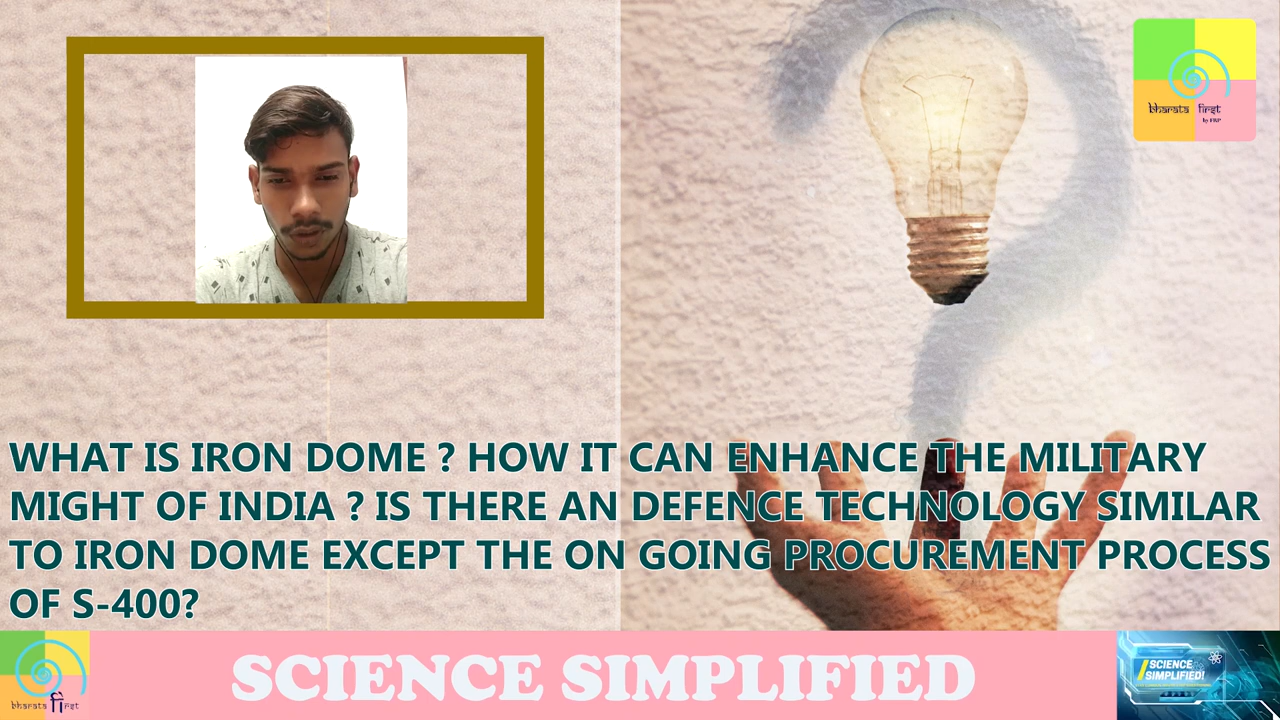 bharata first
by FRP
WHAT IS IRON DOME ? HOW IT CAN ENHANCE THE MILITARY
MIGHT OF INDIA ? IS THERE AN DEFENCE TECHNOLOGY SIMILAR
TO IRON DOME EXCEPT THE ON GOING PROCUREMENT PROCESS
OF S-400?
SCIENCE SIMPLIFIED
bharata first
SCIENCE
SIMPLIFIED!